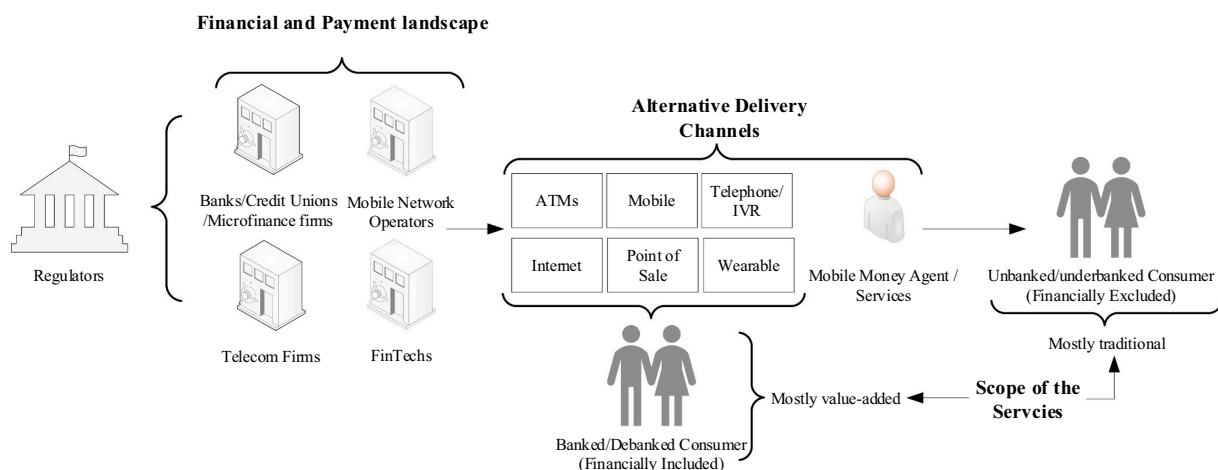 Financial and Payment landscape
Alternative Delivery
Channels
Regulators
Banks/Credit Unions
/Microfinance firms
Mobile Network
Operators
Telecom Firms
FinTechs
ATMs
Mobile
Telephone/
IVR
Internet
Point of
Sale
Wearable
Mobile Money Agent /
Services
Unbanked/underbanked Consumer
(Financially Excluded)
Mostly traditional
Scope of the
Servcies
Mostly value-added
Banked/Debanked Consumer
(Financially Included)